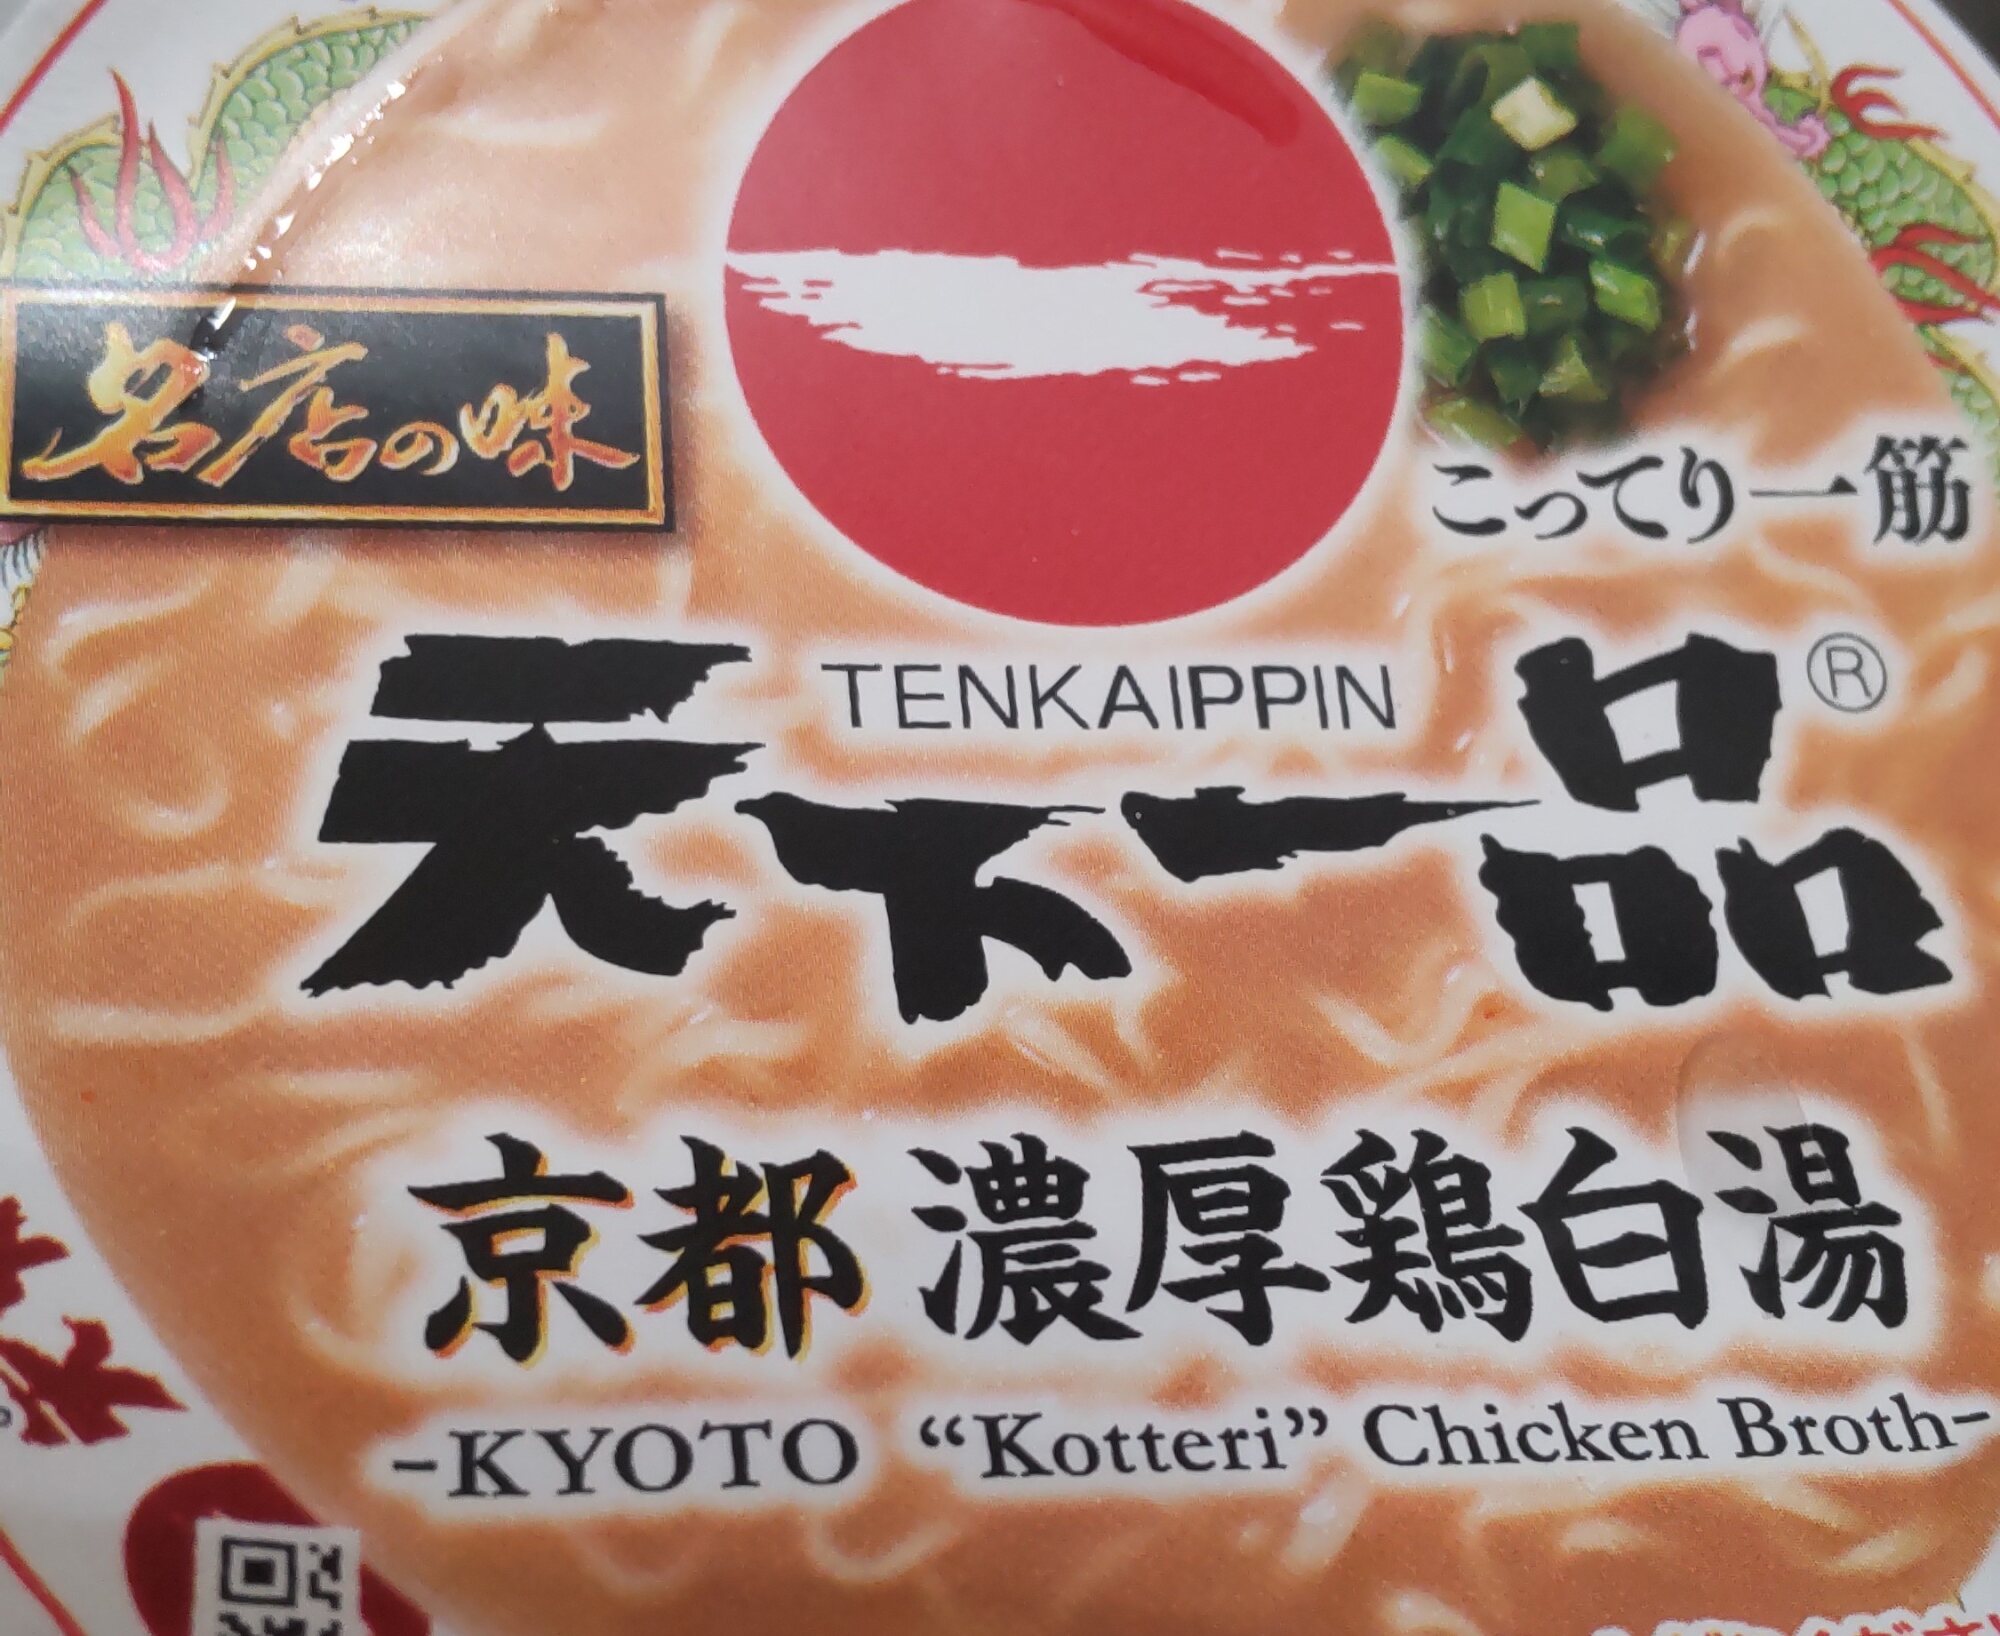 名店の味
こってり一筋
TENKAIPPIN
天下一品®
京都 濃厚鶏白湯
-KYOTO “Kotteri” Chicken Broth-